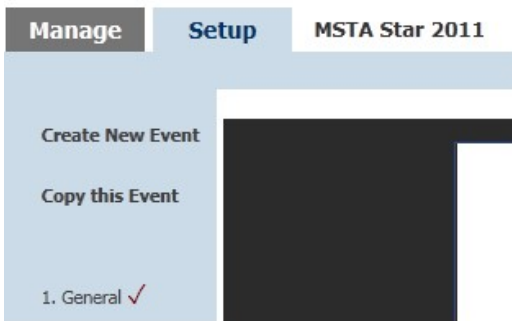 Manage Setup MSTA Star 2011
Create New Event
Copy this Event
1. General ✓